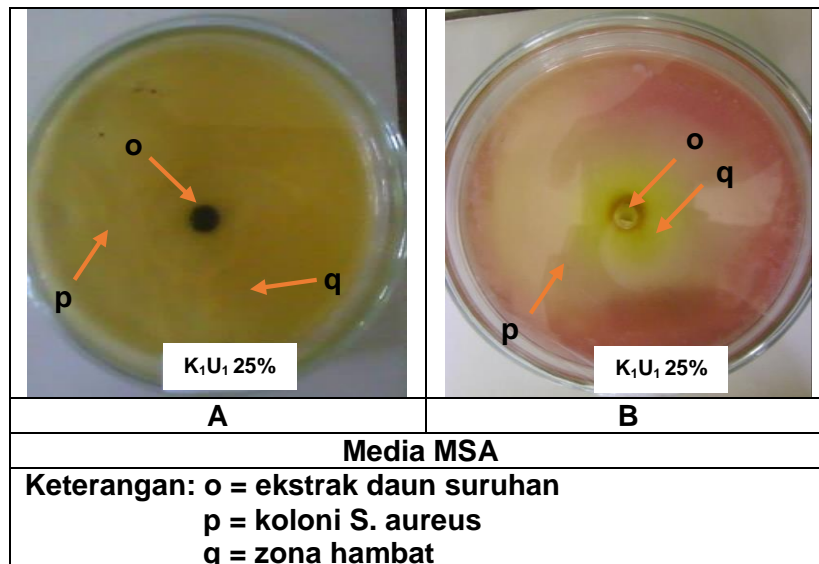 o
p
q
K₁U₁ 25%
o
q
p
K₁U₁ 25%
A
B
Media MSA
Keterangan: o = ekstrak daun suruhan
p = koloni S. aureus
q = zona hambat